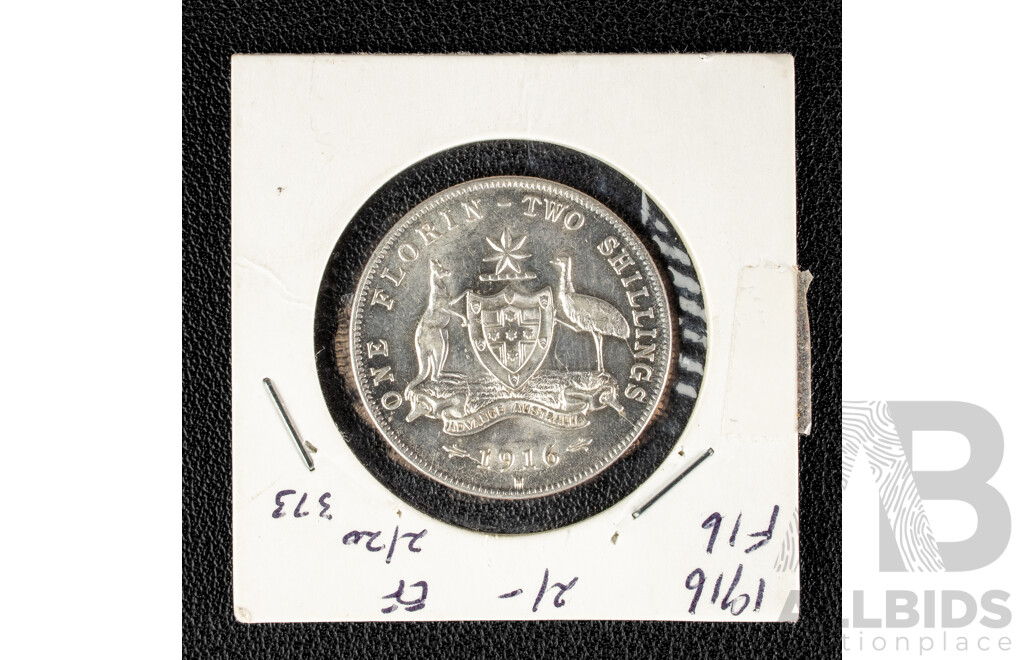 ONE FLORIN - TWO SHILLINGS
ADVANCE AUSTRALIA
1916
M
1916 2/- EF
F16 2/20 373
ALLBIDS
auctionplace